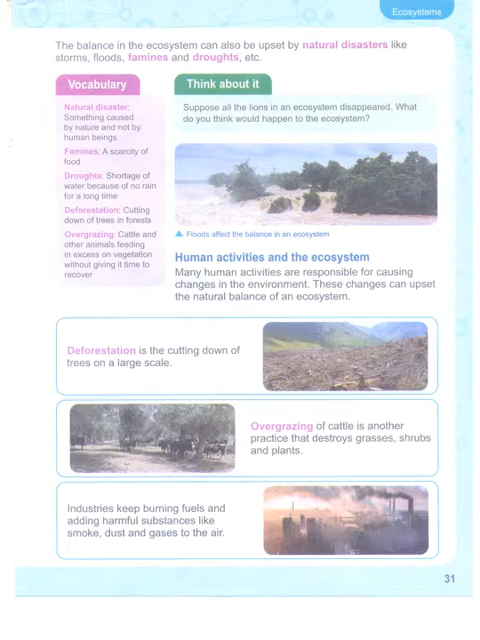 Ecosystems
The balance in the ecosystem can also be upset by natural disasters like
storms, floods, famines and droughts, etc.
Vocabulary
Natural disaster:
Something caused
by nature and not by
human beings
Famines: A scarcity of
food
Droughts: Shortage of
water because of no rain
for a long time
Deforestation: Cutting
down of trees in forests
Overgrazing: Cattle and
other animals feeding
in excess on vegetation
without giving it time to
recover
Think about it
Suppose all the lions in an ecosystem disappeared. What
do you think would happen to the ecosystem?
Floods affect the balance in an ecosystem
Human activities and the ecosystem
Many human activities are responsible for causing
changes in the environment. These changes can upset
the natural balance of an ecosystem.
Deforestation is the cutting down of
trees on a large scale.
Overgrazing of cattle is another
practice that destroys grasses, shrubs
and plants.
Industries keep burning fuels and
adding harmful substances like
smoke, dust and gases to the air.
31